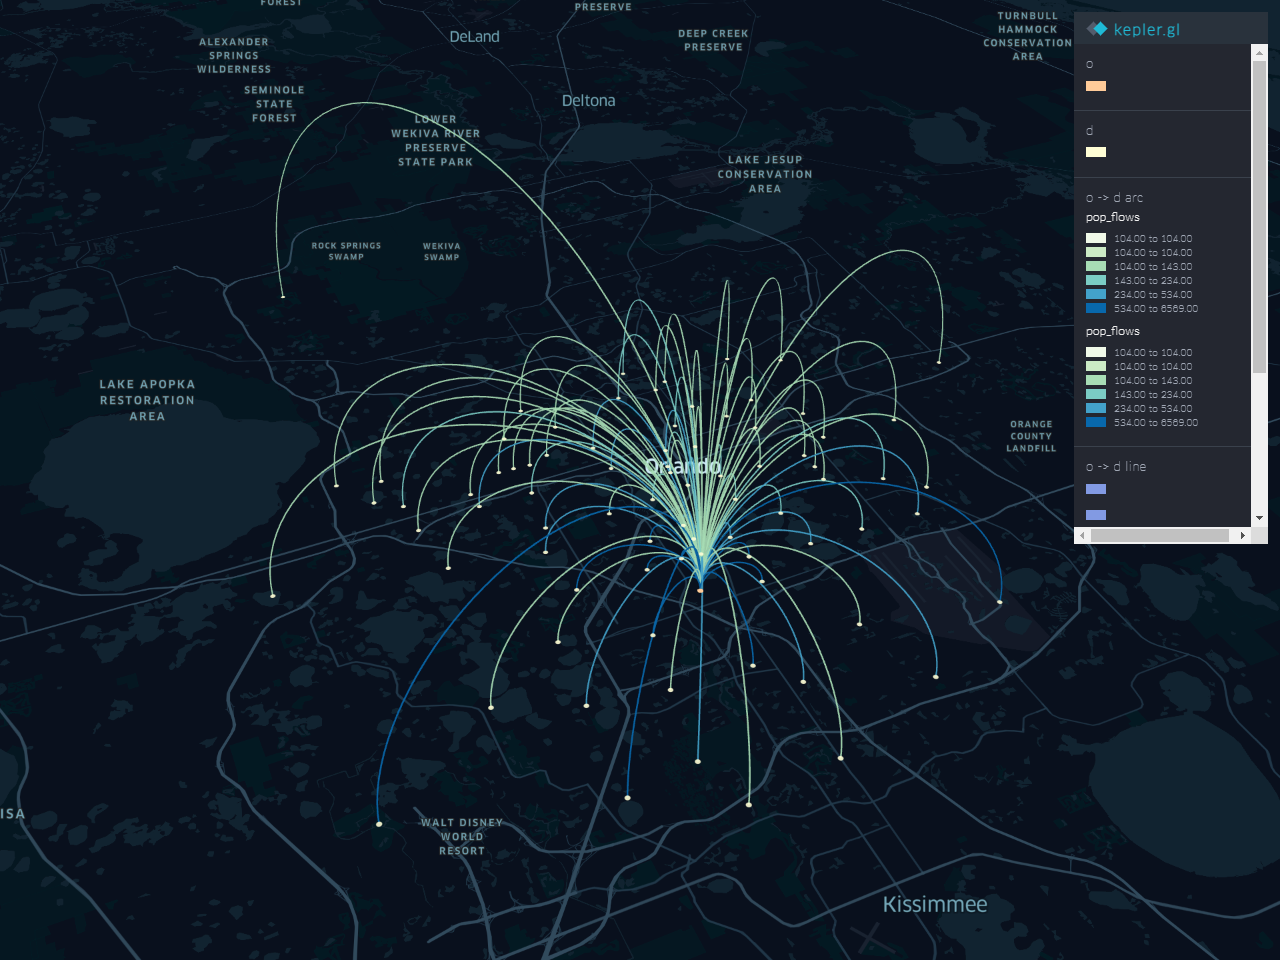 FOREST
PRESERVE
TURNBULL
HAMMOCK
CONSERVATION
AREA
ALEXANDER
SPRINGS
WILDERNESS
DeLand
DEEP CREEK
PRESERVE
SEMINOLE
STATE
FOREST
Deltona
LOWER
WEKIVA RIVER
PRESERVE
STATE PARK
LAKE JESUP
CONSERVATION
AREA
ROCK SPRINGS
SWAMP
WEKIVA
SWAMP
LAKE APOPKA
RESTORATION
AREA
ORANGE
COUNTY
LANDFILL
Orlando
ISA
WALT DISNEY
WORLD
RESORT
Kissimmee
kepler.gl
o
d
o -> d arc
pop_flows
104.00 to 104.00
104.00 to 104.00
104.00 to 143.00
143.00 to 234.00
234.00 to 534.00
534.00 to 6569.00
pop_flows
104.00 to 104.00
104.00 to 104.00
104.00 to 143.00
143.00 to 234.00
234.00 to 534.00
534.00 to 6569.00
o -> d line